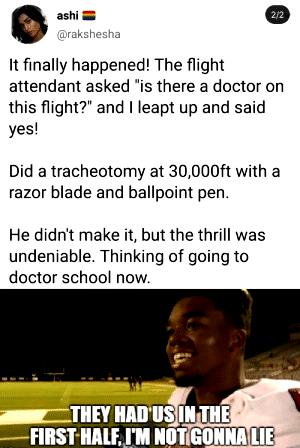 ashi
2/2
@rakshesha
It finally happened! The flight
attendant asked "is there a doctor on
this flight?" and I leapt up and said
yes!
Did a tracheotomy at 30,000ft with a
razor blade and ballpoint pen.
He didn't make it, but the thrill was
undeniable. Thinking of going to
doctor school now.
THEY HAD US IN THE
FIRST HALF, I'M NOT GONNA LIE